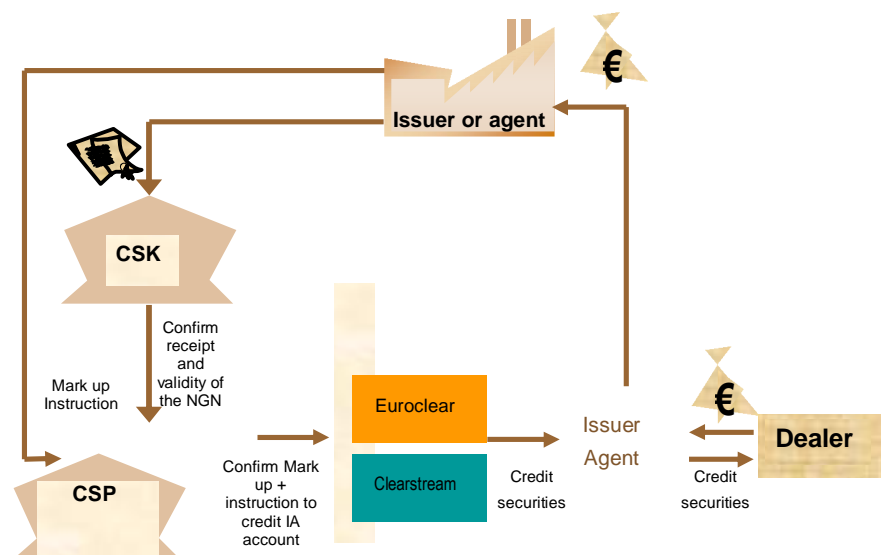 €
Issuer or agent
CSK
Confirm
receipt
and
validity of
the NGN
Mark up
Instruction
Euroclear
€
Issuer
Agent
Dealer
CSP
Confirm Mark
up +
instruction to
credit IA
account
Clearstream
Credit
securities
Credit
securities